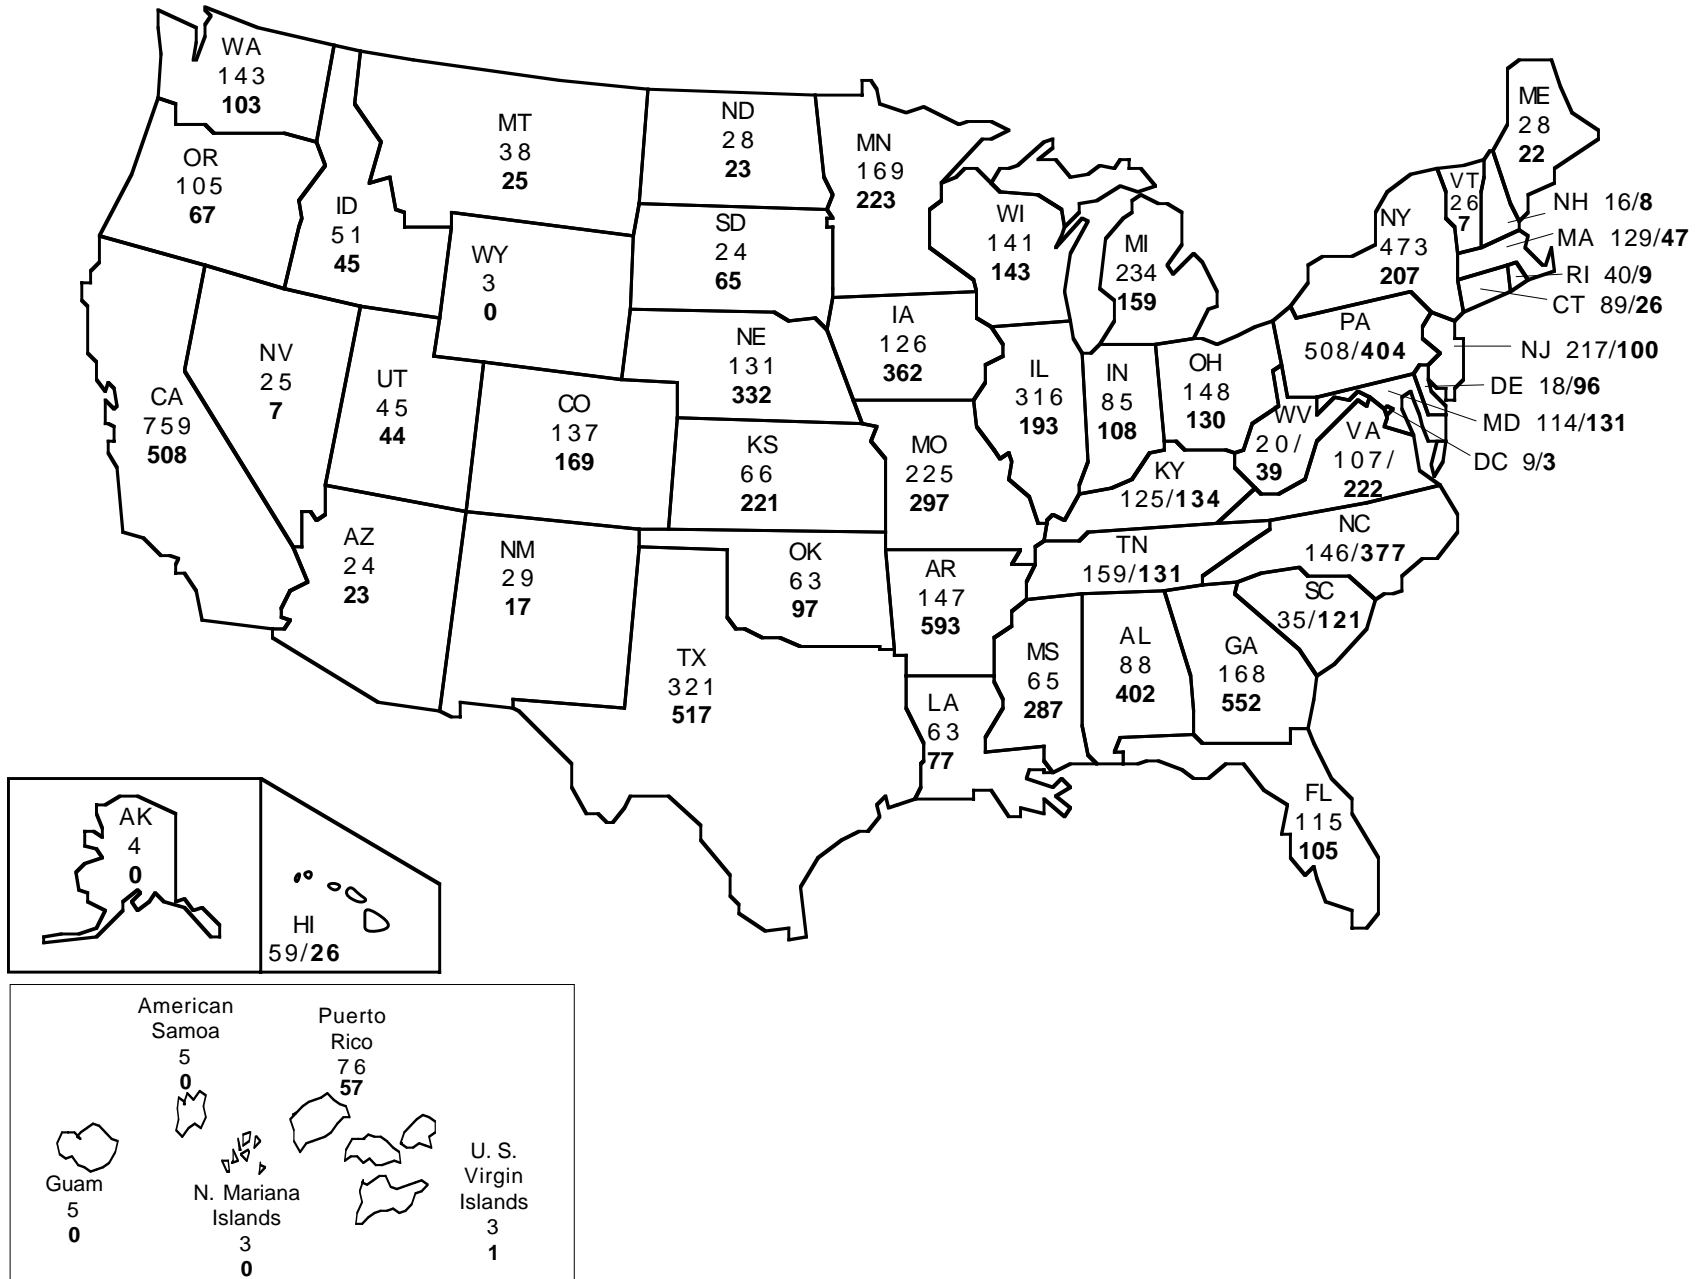 WA
143
103
OR
105
67
ID
51
45
MT
38
25
ND
28
23
MN
169
223
SD
24
65
WY
3
0
WI
141
143
MI
234
159
NY
473
207
VT
26
7
ME
28
22
NH 16/8
MA 129/47
RI 40/9
CT 89/26
NJ 217/100
DE 18/96
MD 114/131
DC 9/3
PA
508/404
CA
759
508
NV
25
7
UT
45
44
CO
137
169
NE
131
332
IA
126
362
IL
316
193
IN
85
108
OH
148
130
WV
20/
39
VA
107/
222
KS
66
221
MO
225
297
KY
125/134
AZ
24
23
NM
29
17
OK
63
97
AR
147
593
TN
159/131
NC
146/377
SC
35/121
TX
321
517
LA
63
77
MS
65
287
AL
88
402
GA
168
552
FL
115
105
AK
4
0
HI
59/26
American
Samoa
5
0
Puerto
Rico
76
57
Guam
5
0
N. Mariana
Islands
3
0
U. S.
Virgin
Islands
3
1